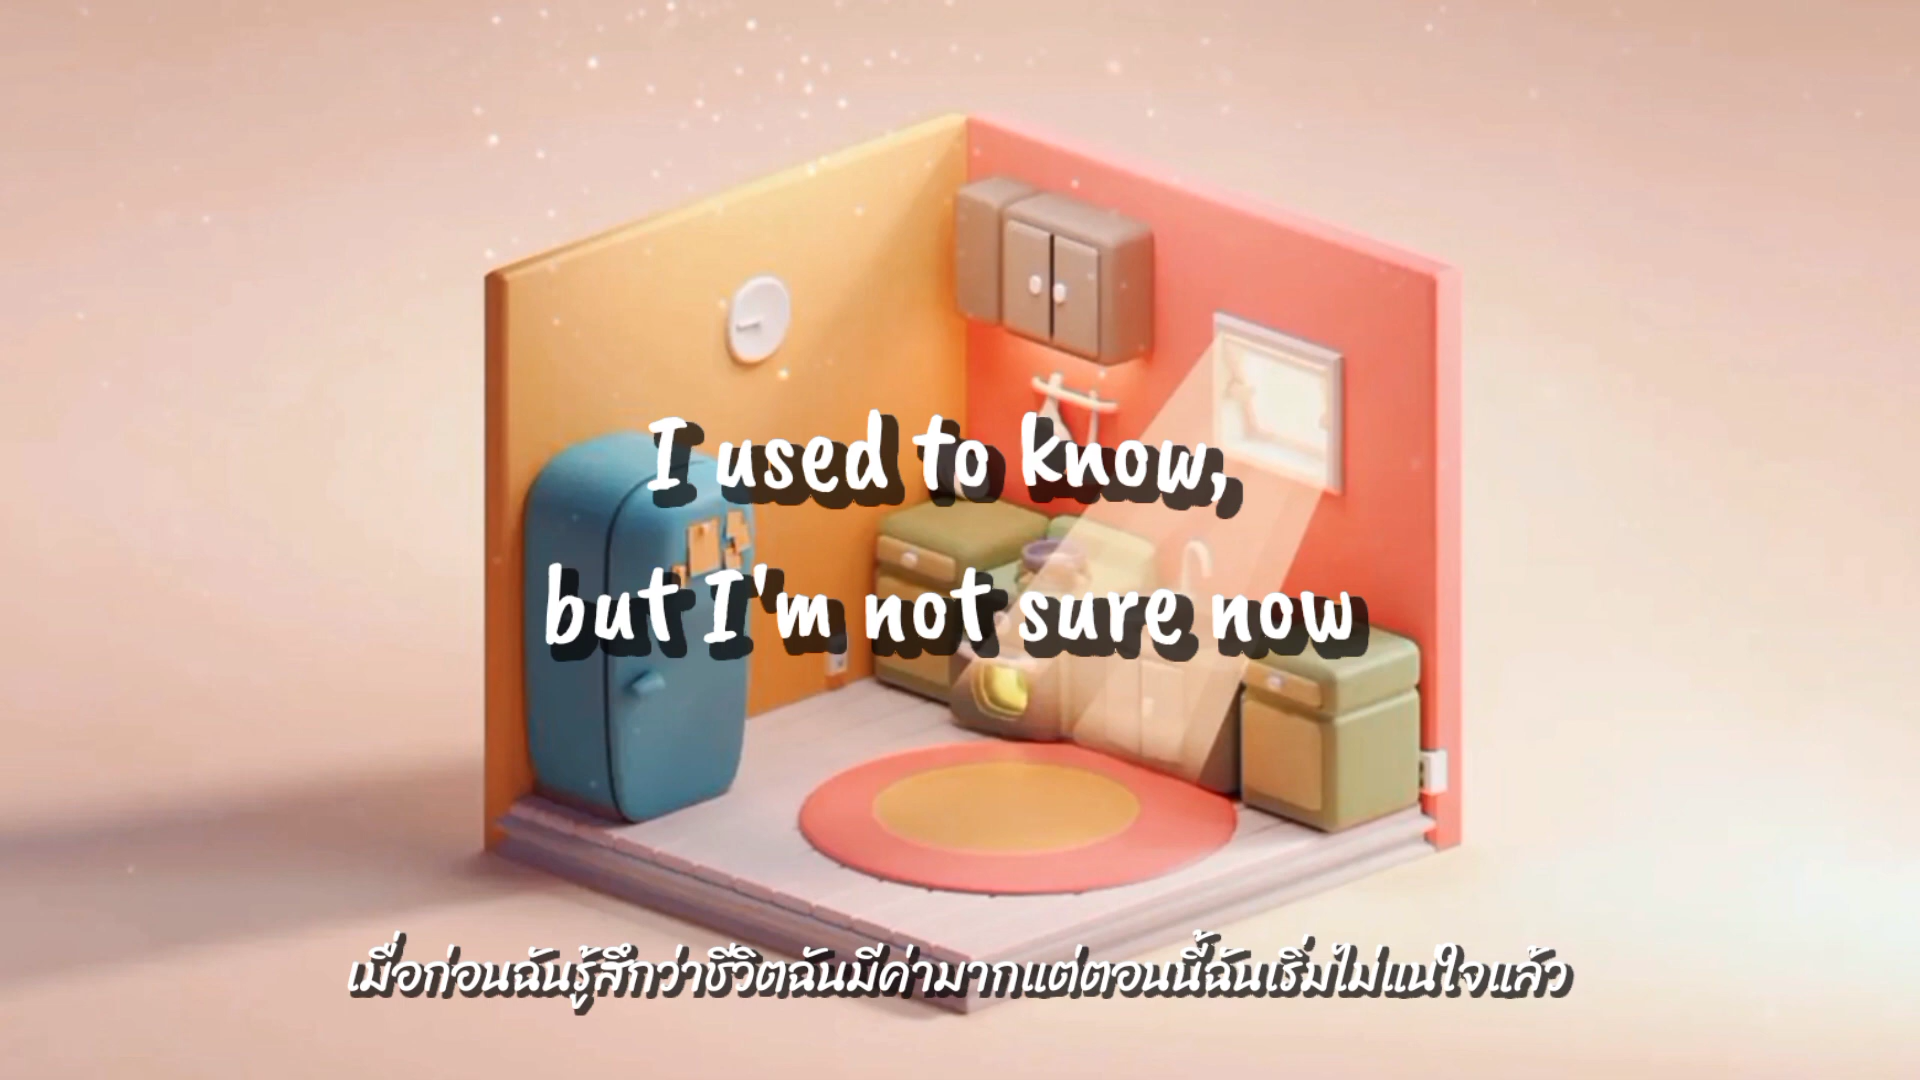 I used to know,
but I'm not sure now
เมื่อก่อนฉันรู้สึกว่าชีวิตฉันมีค่ามากแต่ตอนนี้ฉันเริ่มไม่แน่ใจแล้ว